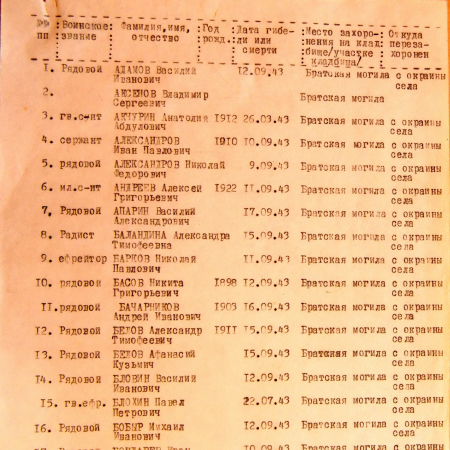 №№ :Воинское: Фамилия,имя, :Год :Дата гибе-:Место захоро-:Откуда
пп :звание : отчество :рожд.:ли или :нения на клад:переза-
смерти :бище/участке :хоронен
кладбища/ :
1. Рядовой АДАМОВ Василий 12.09.43 Братская могила с окраины
Иванович села
2. АКСЕНОВ Владимир Братская могила
Сергеевич
3. гв.с-нт АКЧУРИН Анатолий 1912 26.03.43 Братская могила с окраины
Абдулович села
4. сержант АЛЕКСАНДРОВ 1910 10.09.43 Братская могила с окраины
Иван Павлович села
5. рядовой АЛЕКСАНДРОВ Николай 9.09.43 Братская могила с окраины
Федорович села
6. мл.с-нт АНДРЕЕВ Алексей 1922 11.09.43 Братская могила с окраины
Григорьевич села
7. Рядовой АПАРИН Василий 17.09.43 Братская могила с окраины
Александрович села
8. Радист БАЛАНДИНА Александра 15.09.43 Братская могила с окраины
Тимофеевна села
9. ефрейтор БАРКОВ Николай 11.09.43 Братская могила с окраины
Павлович села
10. рядовой БАСОВ Никита 1898 12.09.43 Братская могила с окраины
Григорьевич села
11.рядовой БАЧАРНИКОВ 1903 16.09.43 Братская могила с окраины
Андрей Иванович села
12. Рядовой БЕЛОВ Александр 1911 15.09.43 Братская могила с окраины
Тимофеевич села
13. Рядовой БЕЛОВ Афанасий 15.09.43 Братская могила с окраины
Кузьмич села
14. Рядовой БЛОВИН Василий 12.09.43 Братская могила с окраины
Иванович села
15. гв.ефр. БЛОХИН Павел 22.07.43 Братская могила с окраины
Петрович села
16. Рядовой БОБЫР Михаил 12.09.43 Братская могила с окраины
Иванович села
10.09.43 Братская могила с окраины